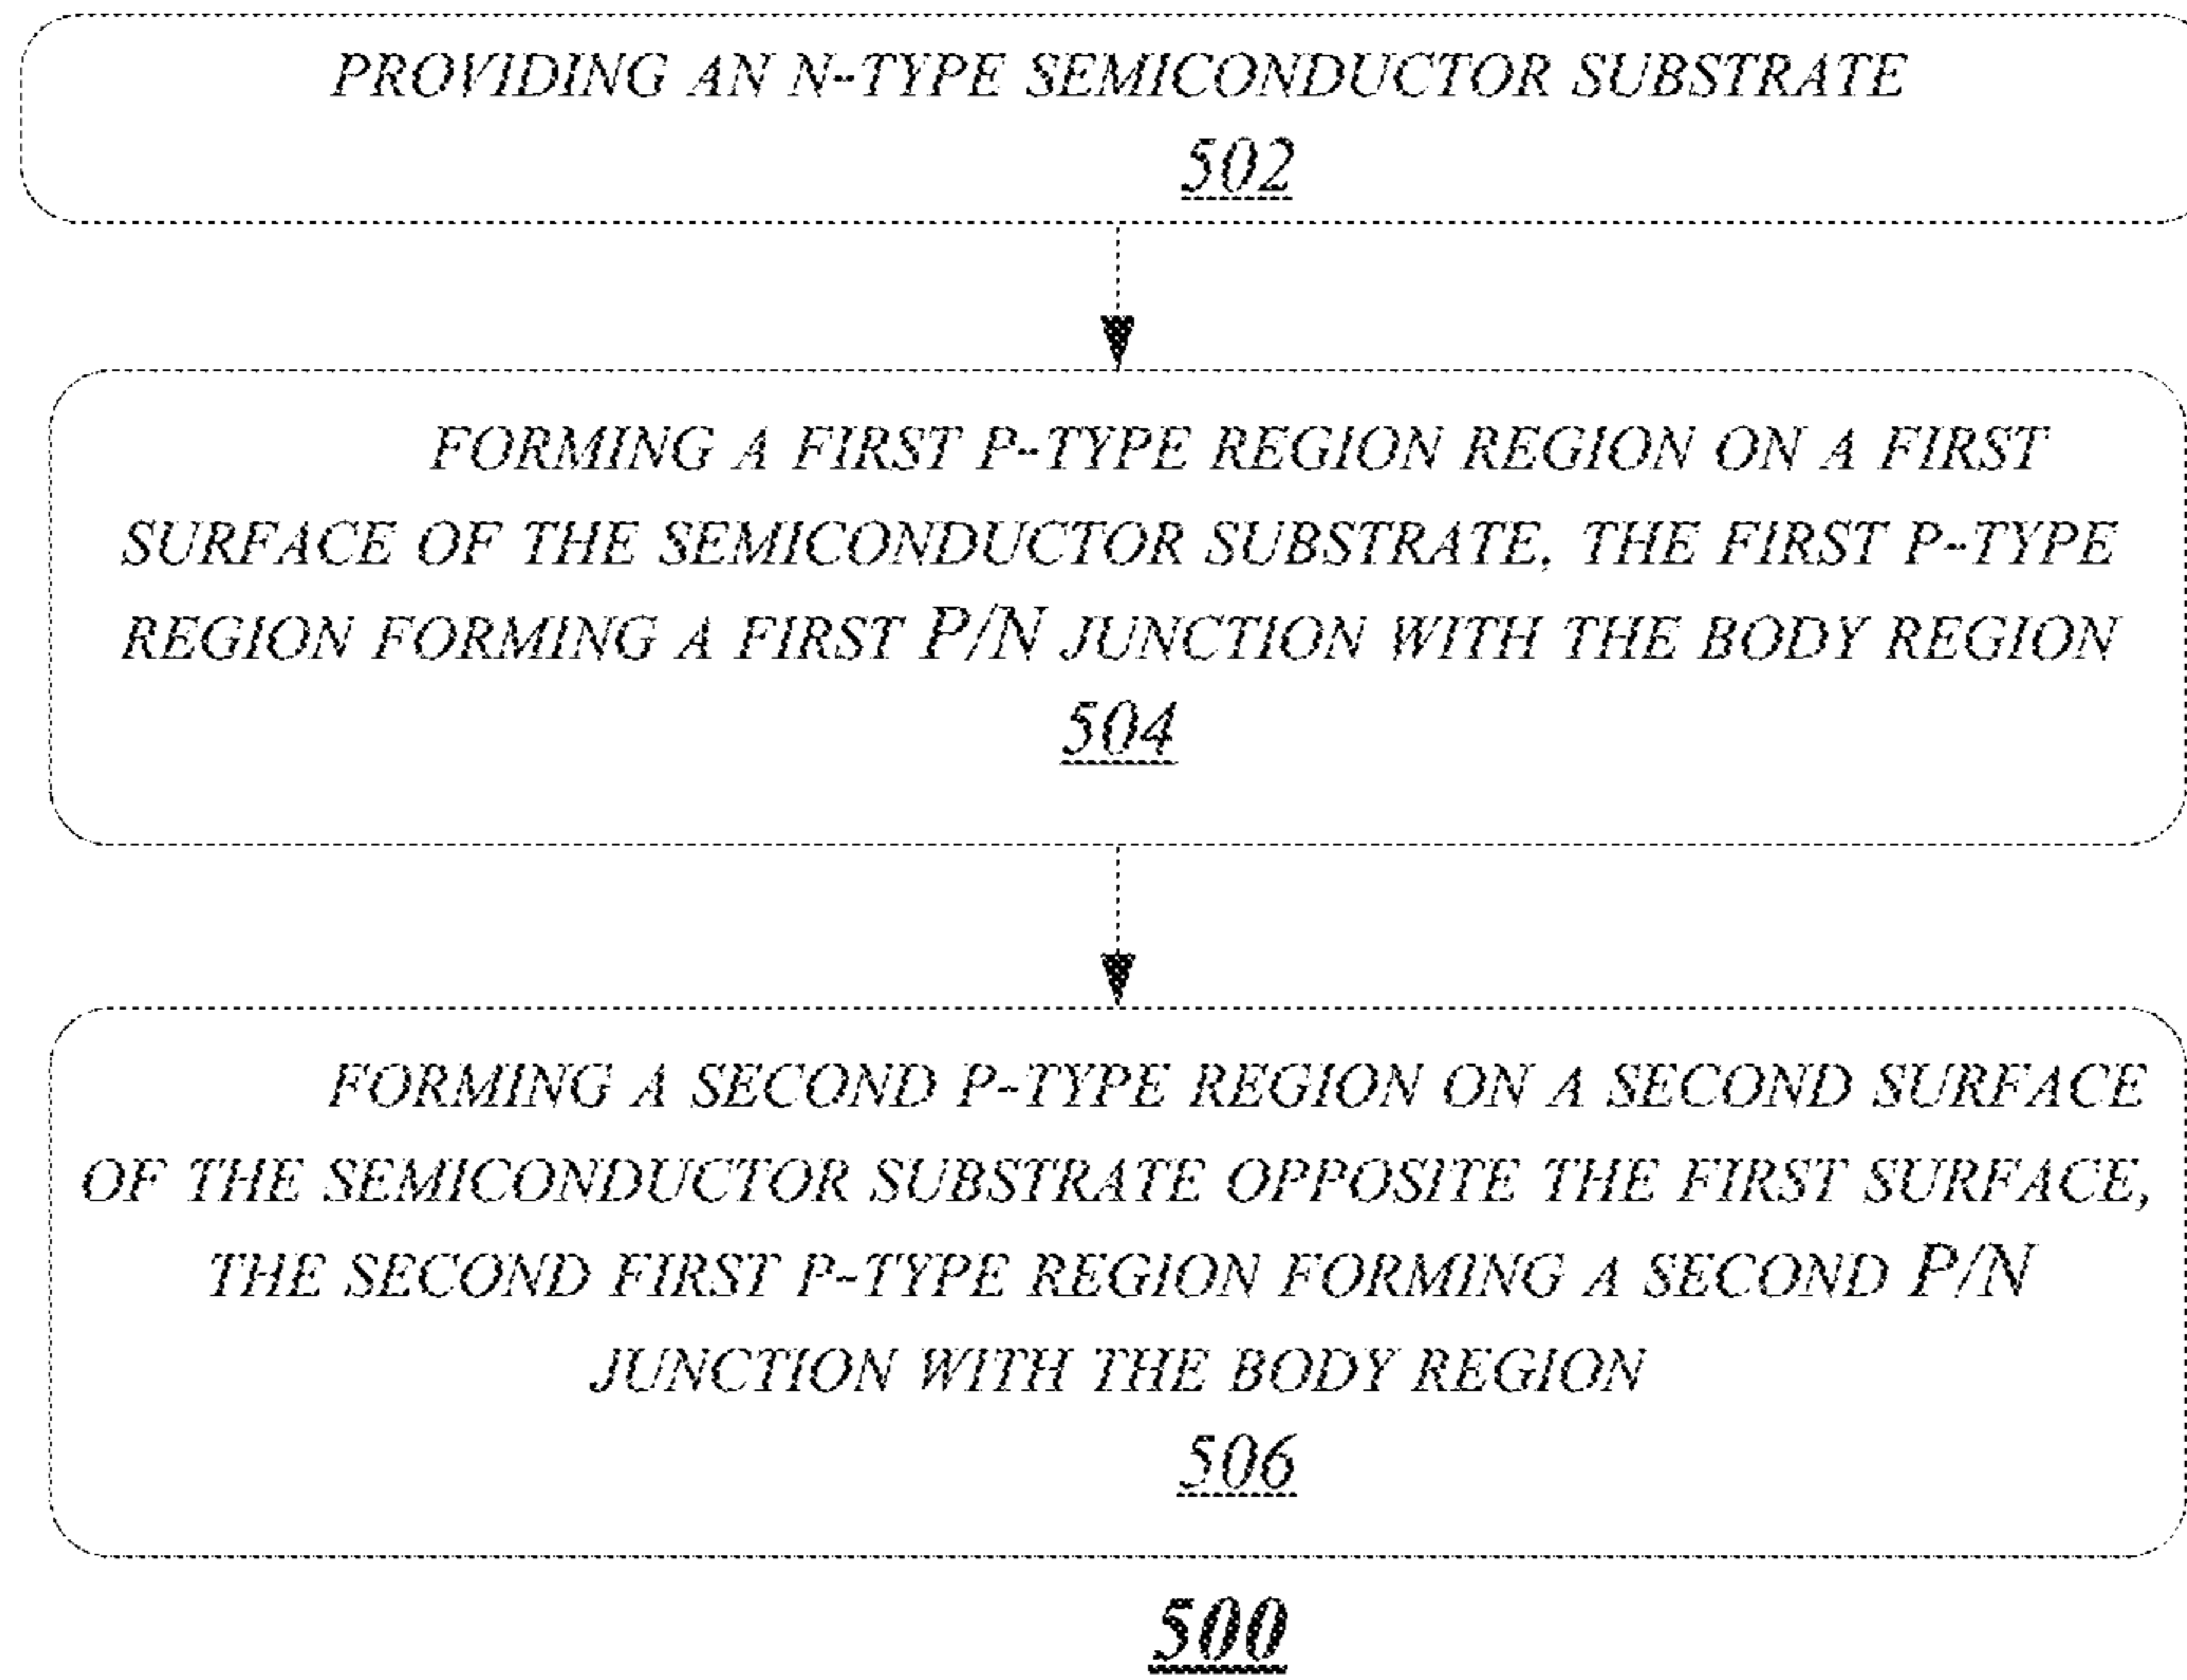 PROVIDING AN N-TYPE SEMICONDUCTOR SUBSTRATE
502
FORMING A FIRST P-TYPE REGION REGION ON A FIRST
SURFACE OF THE SEMICONDUCTOR SUBSTRATE, THE FIRST P-TYPE
REGION FORMING A FIRST P/N JUNCTION WITH THE BODY REGION
504
FORMING A SECOND P-TYPE REGION ON A SECOND SURFACE
OF THE SEMICONDUCTOR SUBSTRATE OPPOSITE THE FIRST SURFACE,
THE SECOND FIRST P-TYPE REGION FORMING A SECOND P/N
JUNCTION WITH THE BODY REGION
506
500